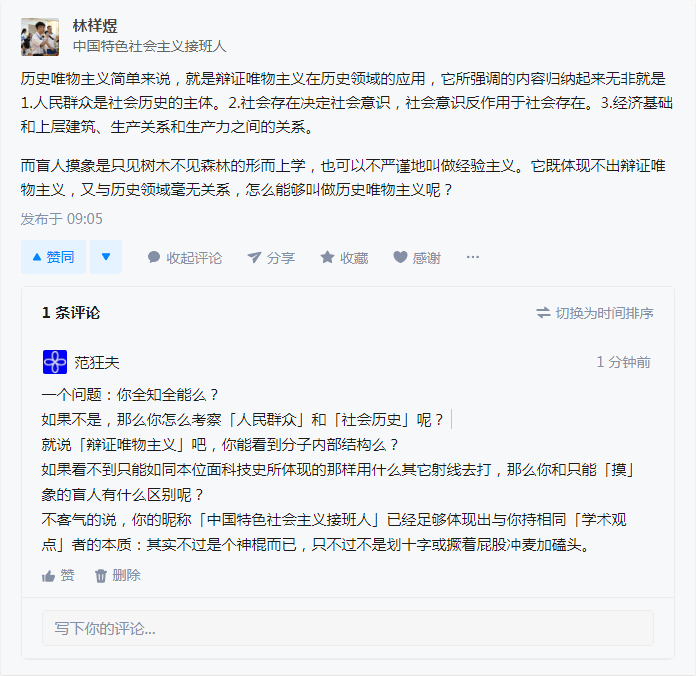 林祥煜
中国特色社会主义接班人
历史唯物主义简单来说，就是辩证唯物主义在历史领域的应用，它所强调的内容归纳起来无非就是
1.人民群众是社会历史的主体。2.社会存在决定社会意识，社会意识反作用于社会存在。3.经济基础
和上层建筑、生产关系和生产力之间的关系。
而盲人摸象是只见树木不见森林的形而上学，也可以不严谨地叫做经验主义。它既体现不出辩证唯
物主义，又与历史领域毫无关系，怎么能够叫做历史唯物主义呢？
发布于 09:05
赞同 收起评论 分享 收藏 感谢 ···
1 条评论 切换为时间排序
范狂夫 1 分钟前
一个问题：你全知全能么？
如果不是，那么你怎么考察「人民群众」和「社会历史」呢？
就说「辩证唯物主义」吧，你能看到分子内部结构么？
如果看不到只能如同本位面科技史所体现的那样用什么其它射线去打，那么你和只能「摸」
象的盲人有什么区别呢？
不客气的说，你的昵称「中国特色社会主义接班人」已经足够体现出与你持相同「学术观
点」者的本质：其实不过是个神棍而已，只不过不是划十字或撅着屁股冲麦加磕头。
赞 删除
写下你的评论...